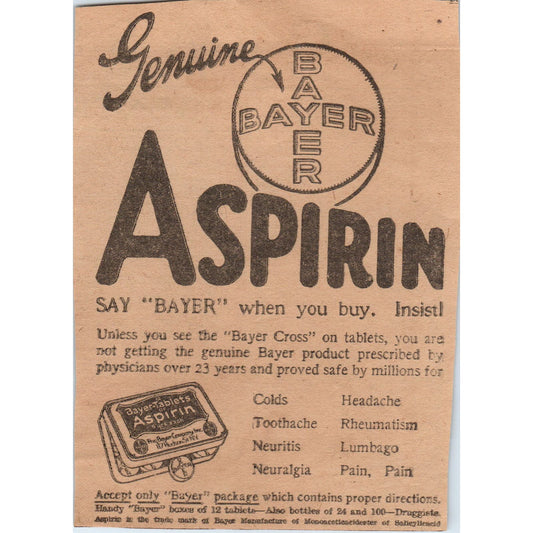 Genuine
BAYER
BAYER
ASPIRIN
SAY "BAYER" when you buy. Insist!
Unless you see the "Bayer Cross" on tablets, you are
not getting the genuine Bayer product prescribed by
physicians over 23 years and proved safe by millions for
Bayer-Tablets
Aspirin
The Bayer Company, Inc.
Colds Headache
Toothache Rheumatism
Neuritis Lumbago
Neuralgia Pain, Pain
Accept only "Bayer" package which contains proper directions.
Handy "Bayer" boxes of 12 tablets—Also bottles of 24 and 100—Druggists.
Aspirin is the trade mark of Bayer Manufacture of Monoaceticacidester of Salicylicacid